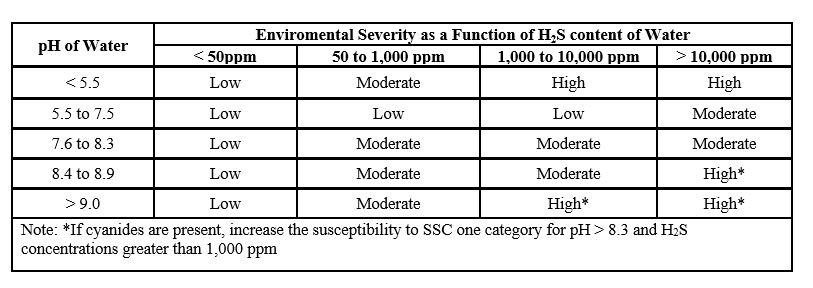 pH of Water
Enviromental Severity as a Function of H₂S content of Water
< 50ppm 50 to 1,000 ppm 1,000 to 10,000 ppm > 10,000 ppm
< 5.5 Low Moderate High High
5.5 to 7.5 Low Low Low Moderate
7.6 to 8.3 Low Moderate Moderate Moderate
8.4 to 8.9 Low Moderate Moderate High*
> 9.0 Low Moderate High* High*
Note: *If cyanides are present, increase the susceptibility to SSC one category for pH > 8.3 and H₂S
concentrations greater than 1,000 ppm